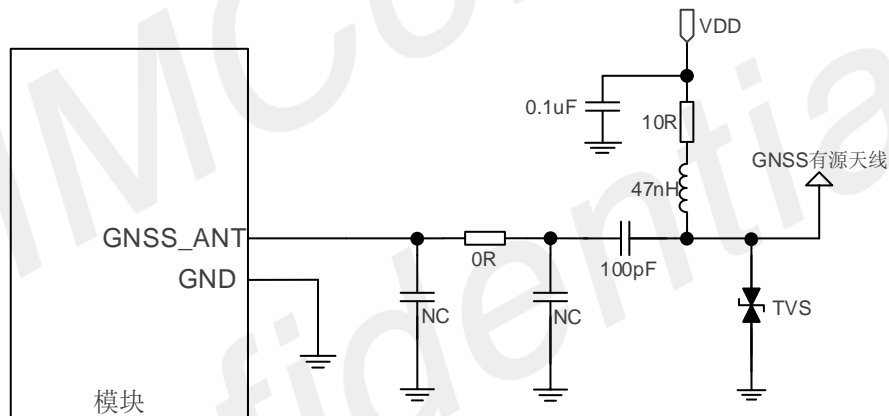 VDD
0.1uF
10R
GNSS有源天线
47nH
GNSS_ANT
0R
100pF
GND
NC
NC
TVS
模块